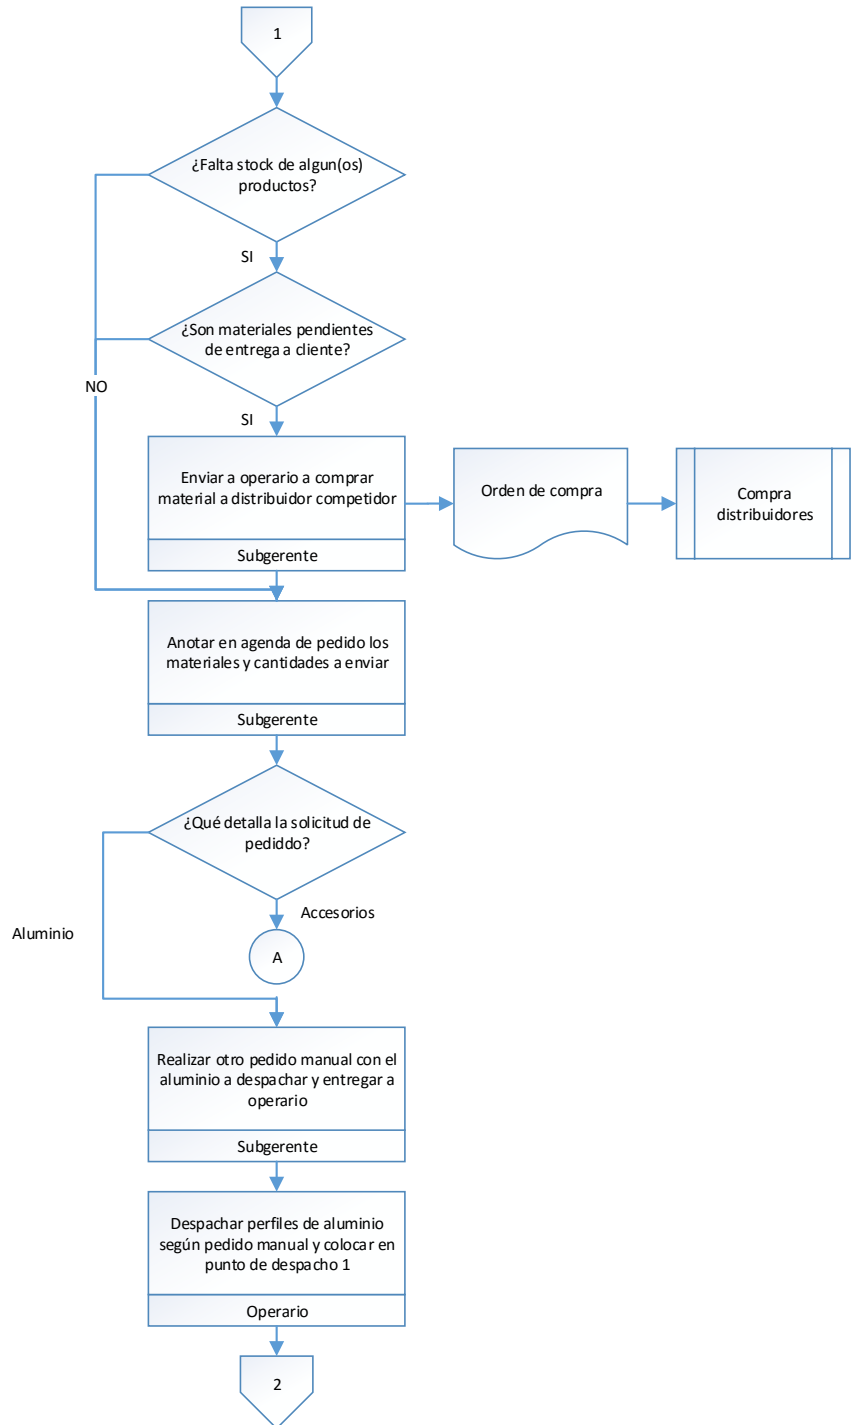 1
¿Falta stock de algun(os)
productos?
SI
¿Son materiales pendientes
de entrega a cliente?
NO
SI
Enviar a operario a comprar
material a distribuidor competidor
Subgerente
Orden de compra
Compra
distribuidores
Anotar en agenda de pedido los
materiales y cantidades a enviar
Subgerente
¿Qué detalla la solicitud de
pediddo?
Accesorios
Aluminio
A
Realizar otro pedido manual con el
aluminio a despachar y entregar a
operario
Subgerente
Despachar perfiles de aluminio
según pedido manual y colocar en
punto de despacho 1
Operario
2